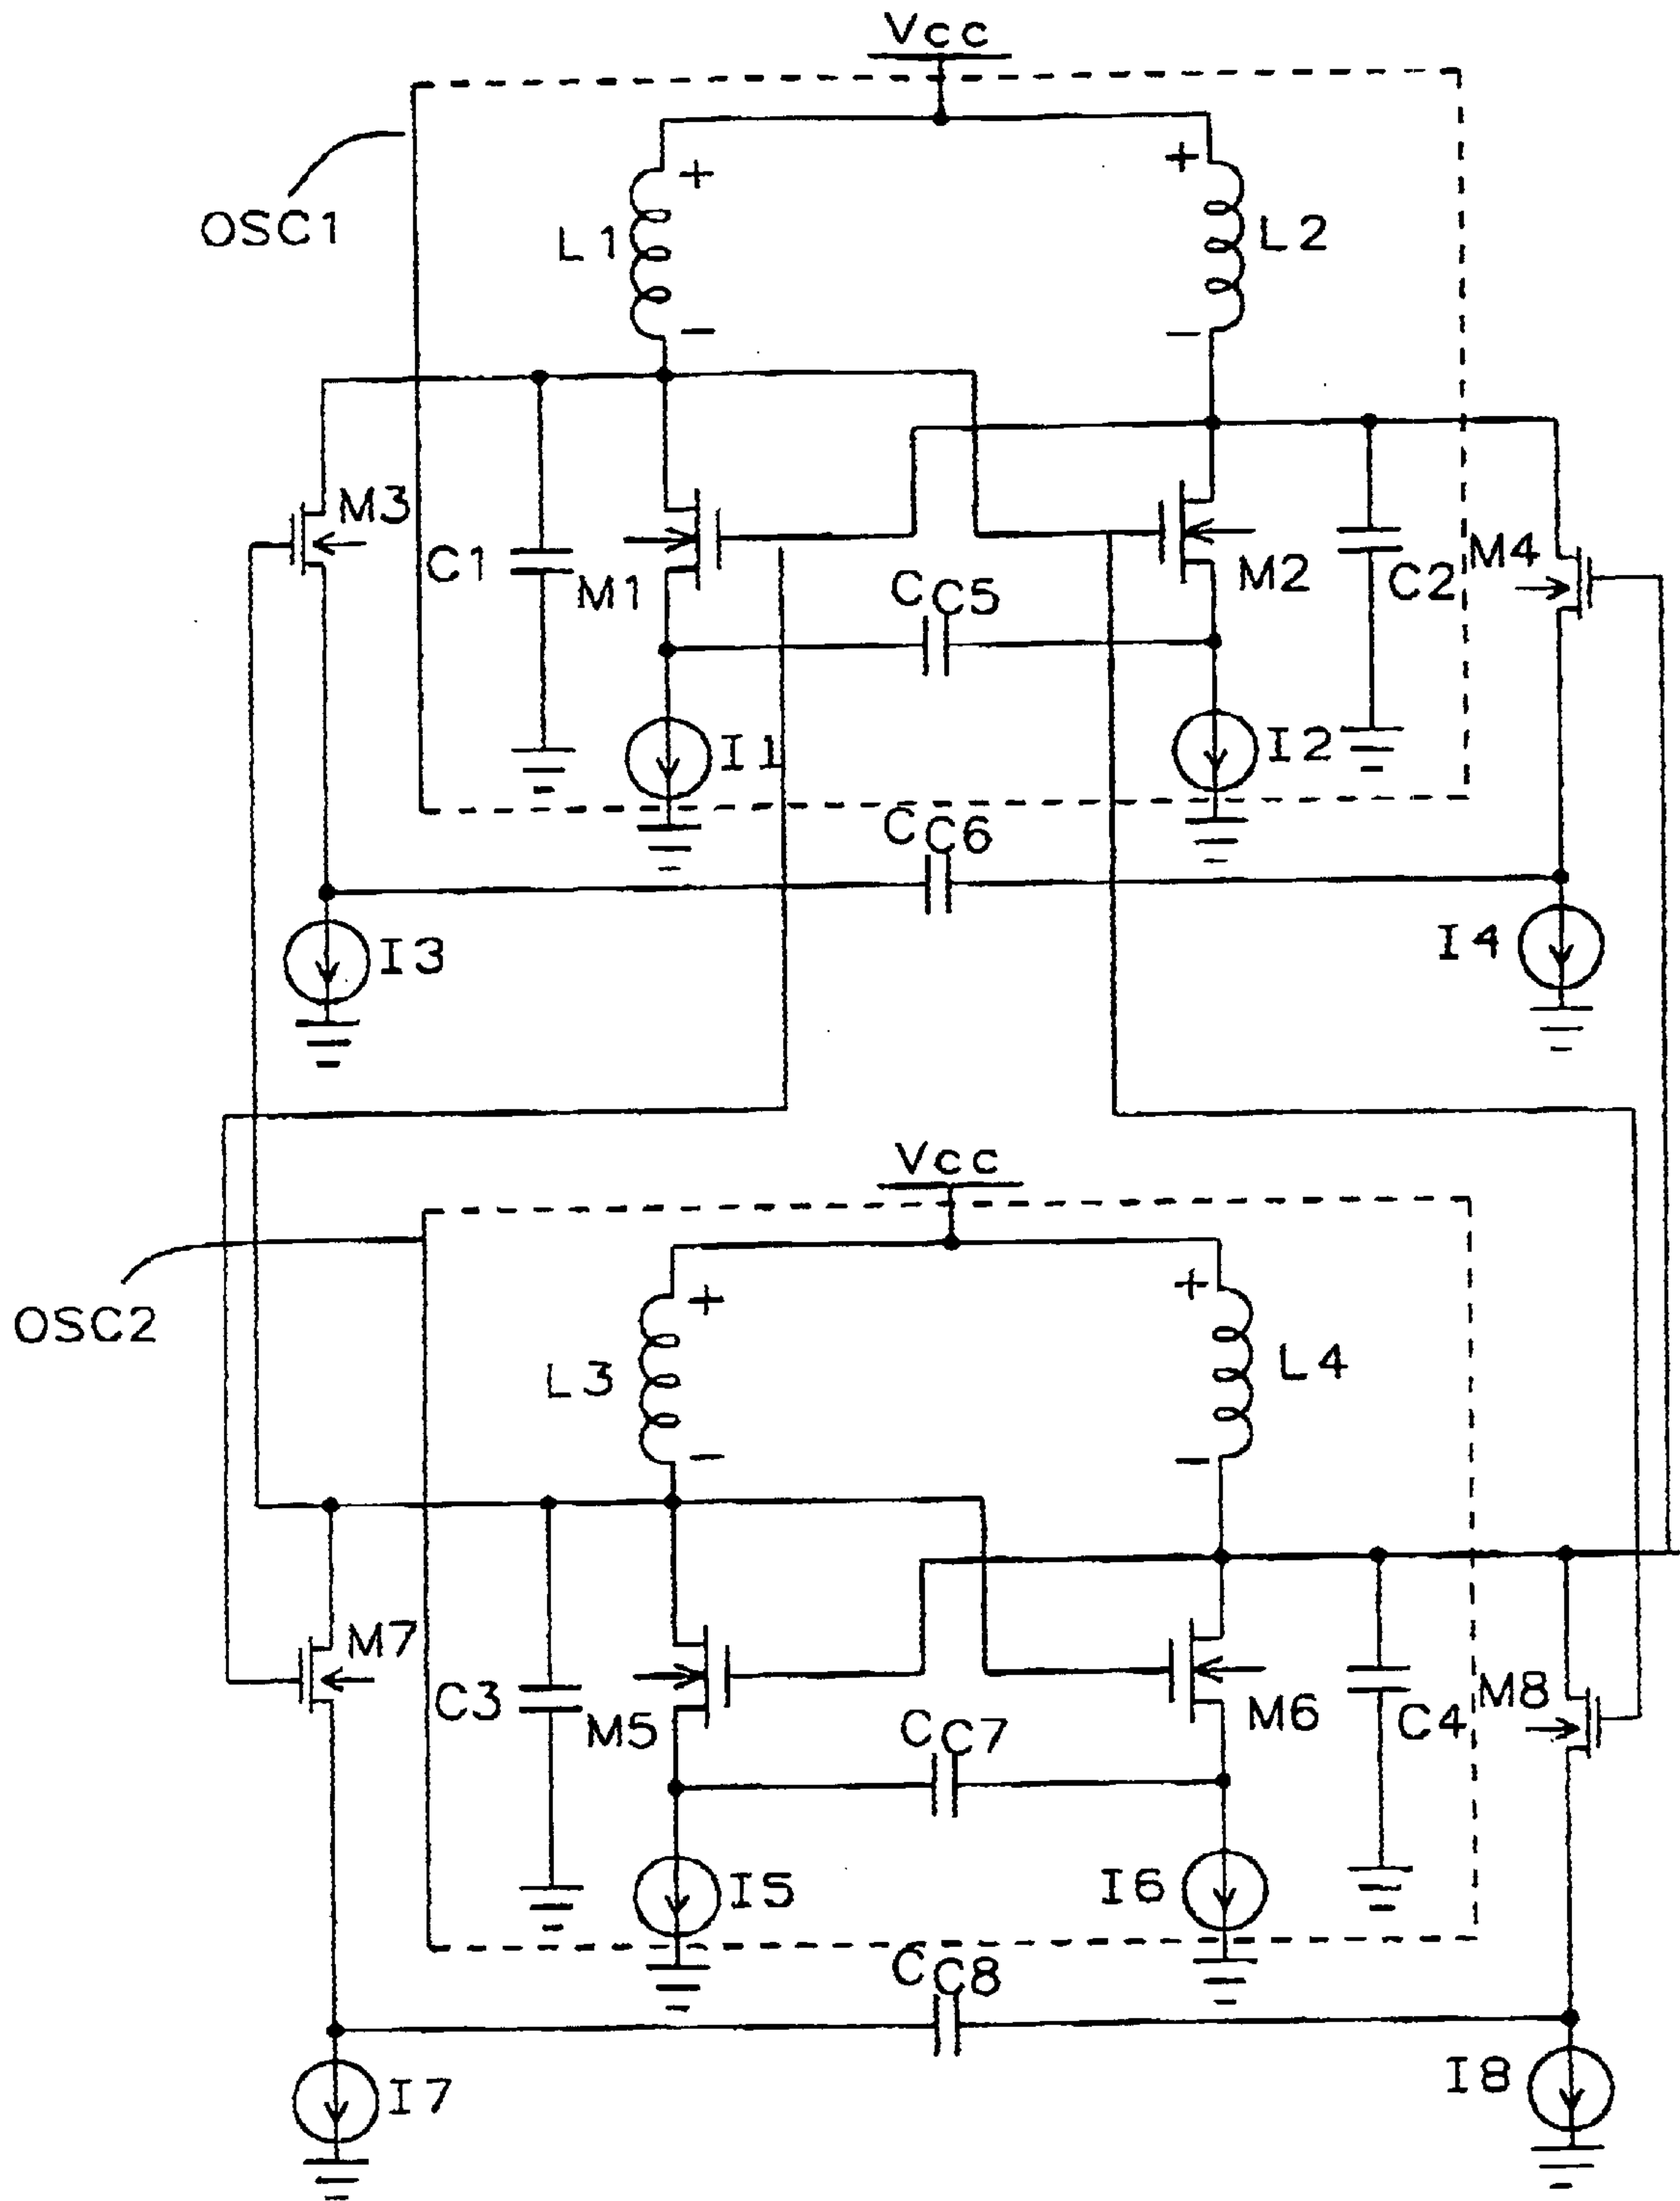 Vcc
OSC1
L1
L2
+
+
-
-
M3
C1
M1
CC5
M2
C2
M4
I1
I2
CC6
I3
I4
Vcc
OSC2
L3
L4
+
+
-
-
M7
C3
M5
CC7
M6
C4
M8
I5
I6
CC8
I7
I8